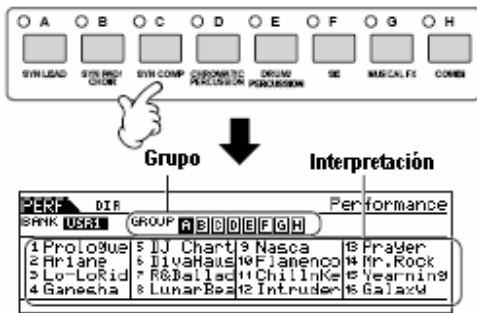 A B C D E F G H
SYN LEAD SYN PAD/ CHOIR SYN COMP CHROMATIC PERCUSSION DRUM/ PERCUSSION SE MUSICAL FX COMBI
Grupo Interpretación
PERF DIR Performance
BANK USR1 GROUP A B C D E F G H
1 Prologue 5 DJ Chart 9 Nasca 13 Prayer
2 Ariane 6 DivaHaus 10 Flamenco 14 Mr.Rock
3 Lo-LoRid 7 R&Ballad 11 ChillnKe 15 Yearning
4 Ganesha 8 LunarBea 12 Intruder 16 Galaxy